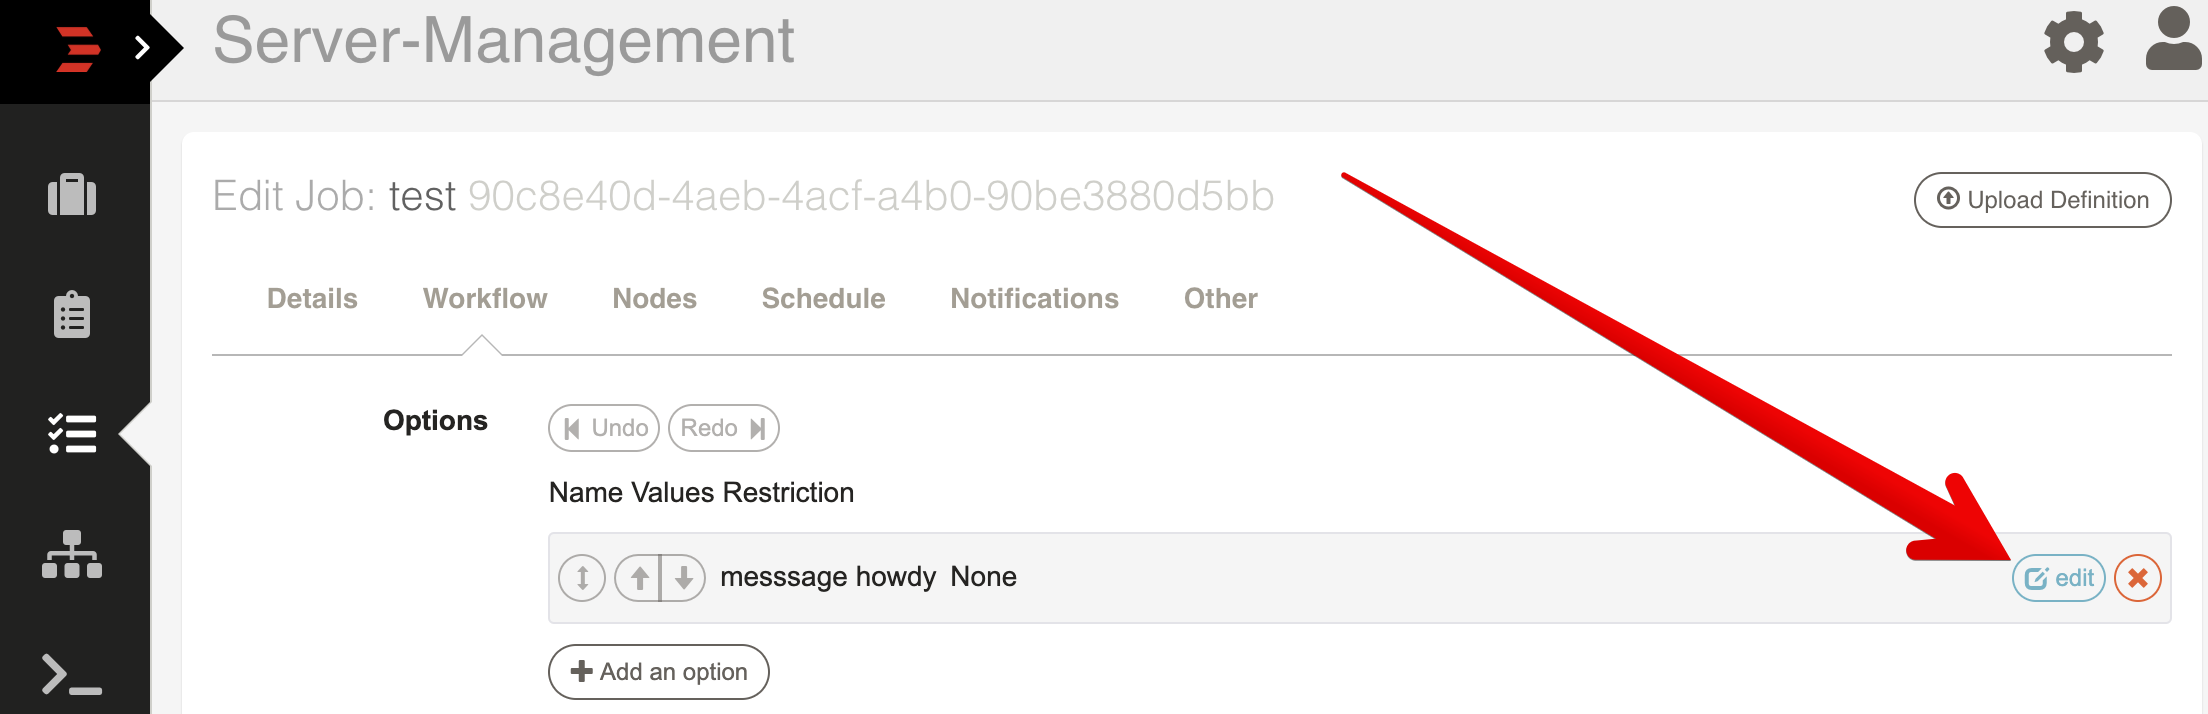 Server-Management
Edit Job: test 90c8e40d-4aeb-4acf-a4b0-90be3880d5bb
Upload Definition
Details Workflow Nodes Schedule Notifications Other
Options
Undo Redo
Name Values Restriction
messsage howdy None
edit
Add an option